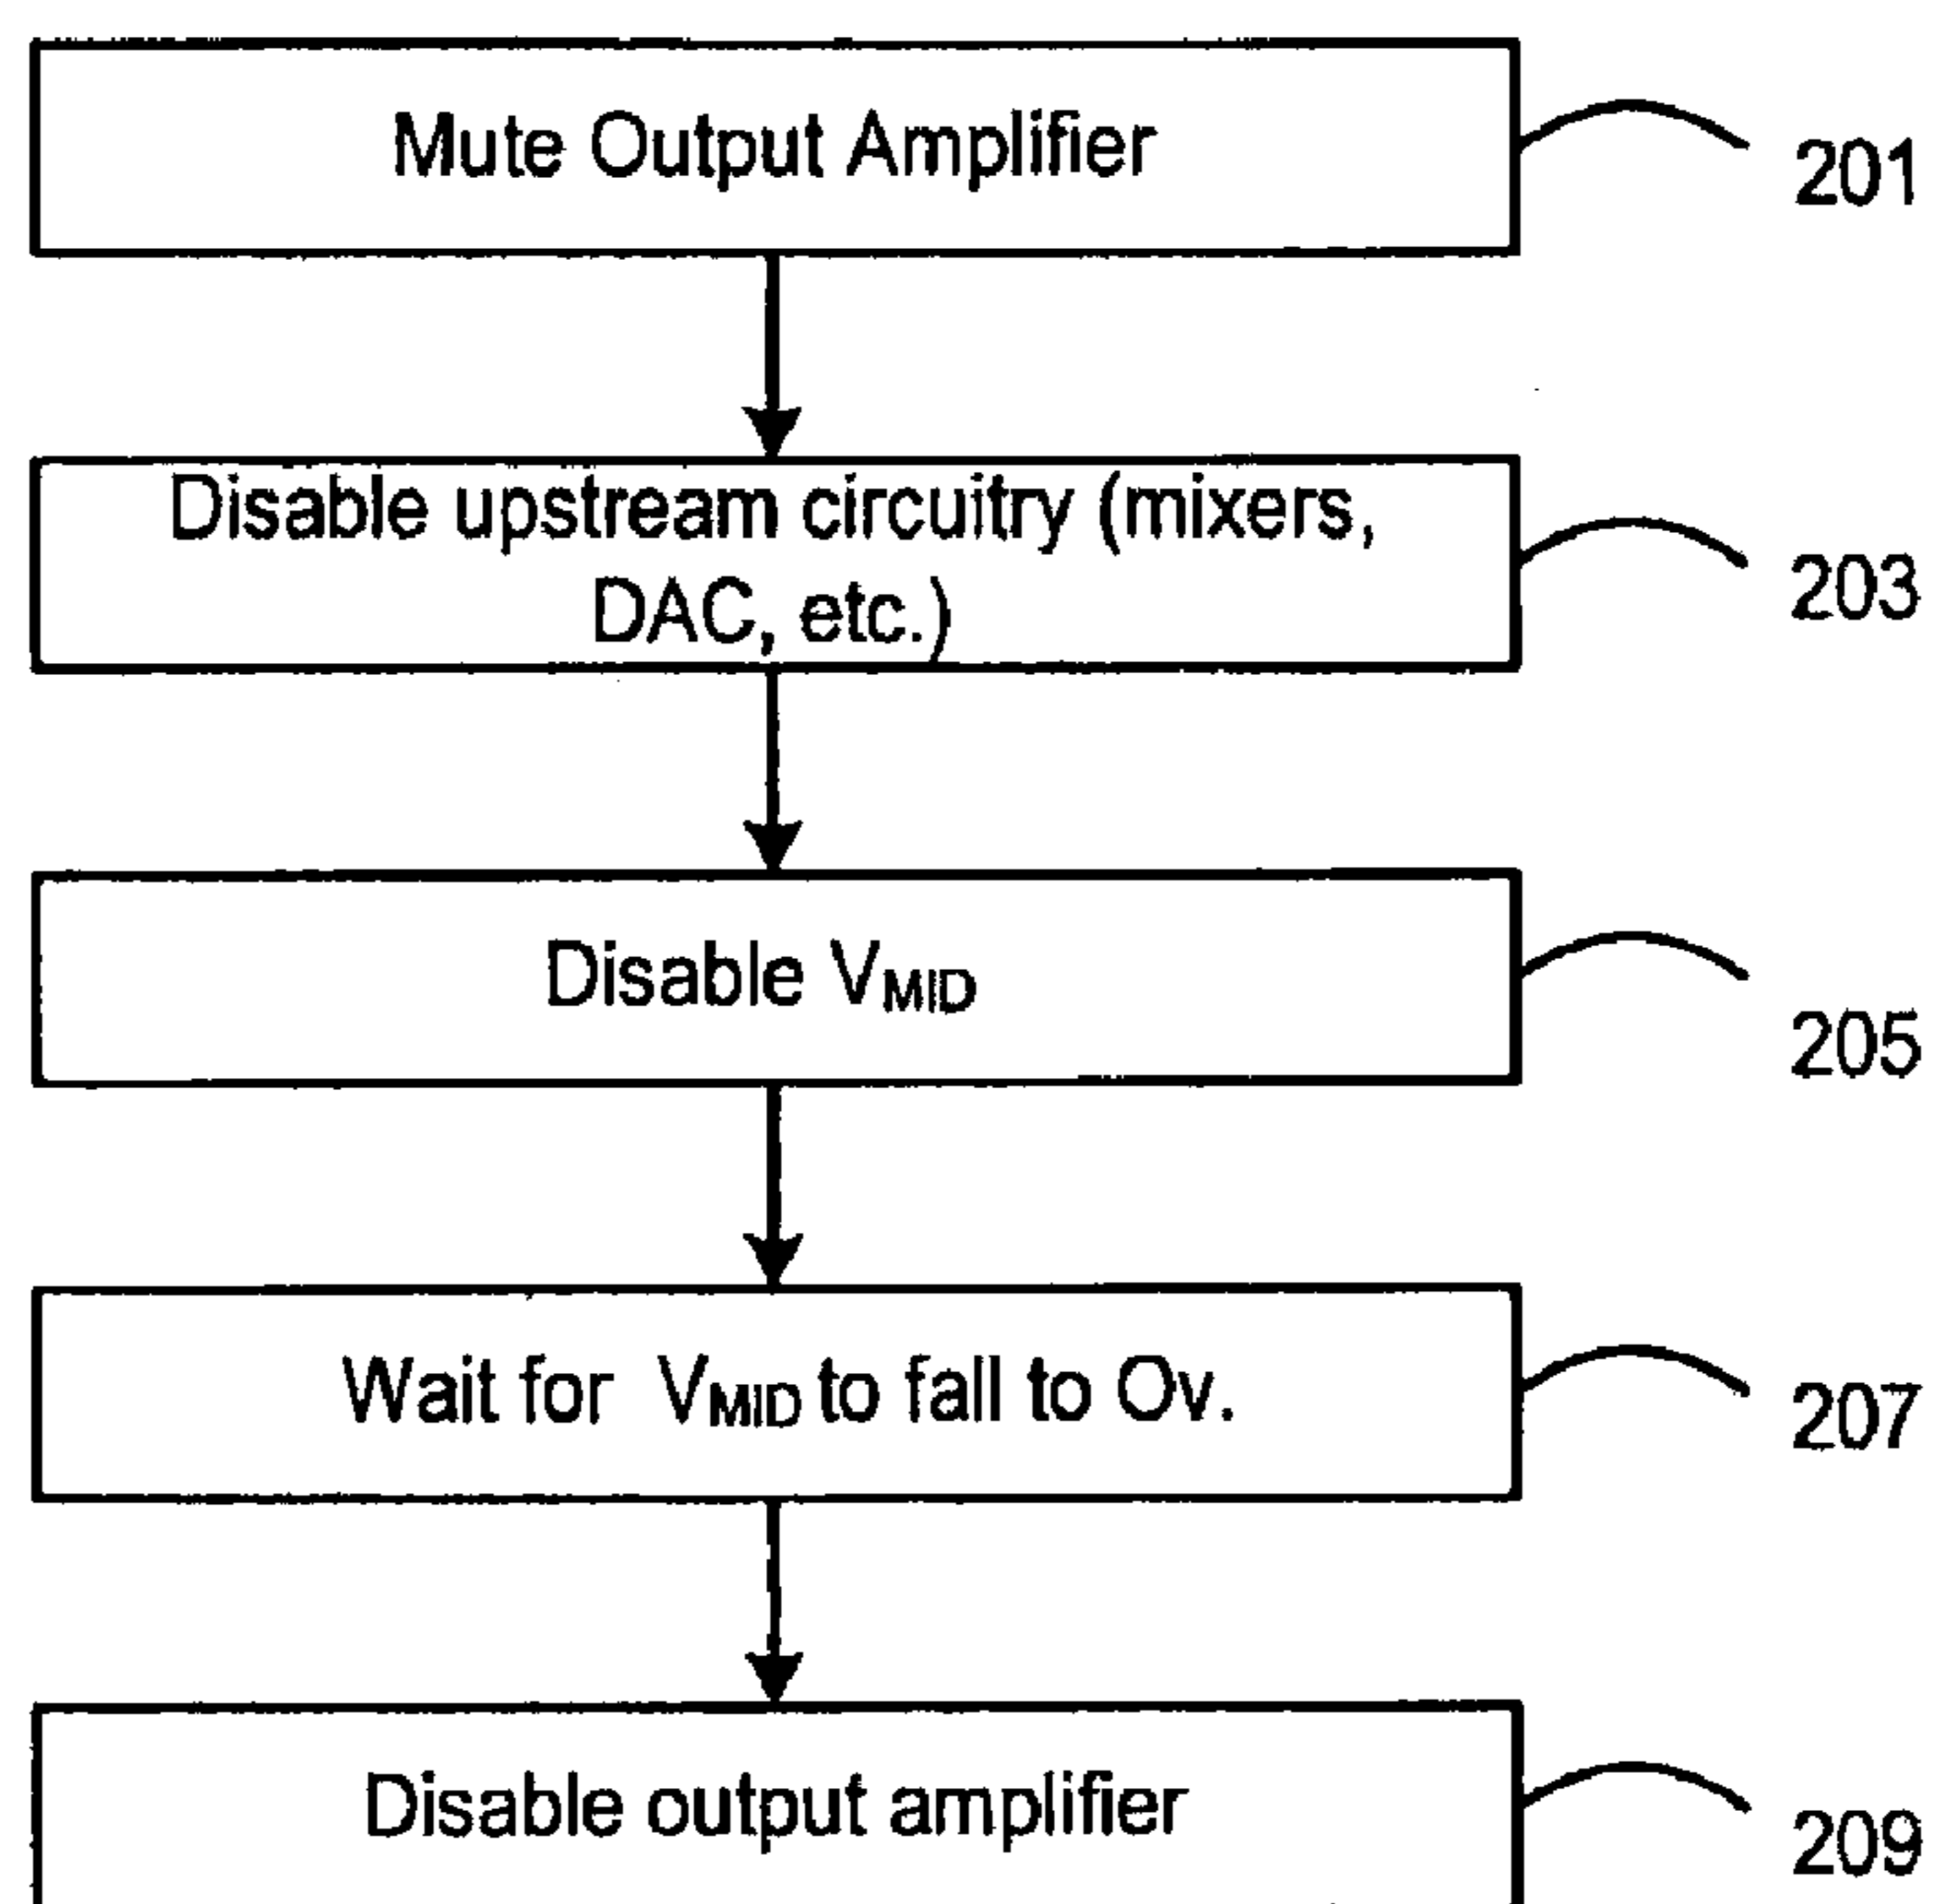 Mute Output Amplifier
201
Disable upstream circuitry (mixers,
DAC, etc.)
203
Disable VMID
205
Wait for VMID to fall to Ov.
207
Disable output amplifier
209